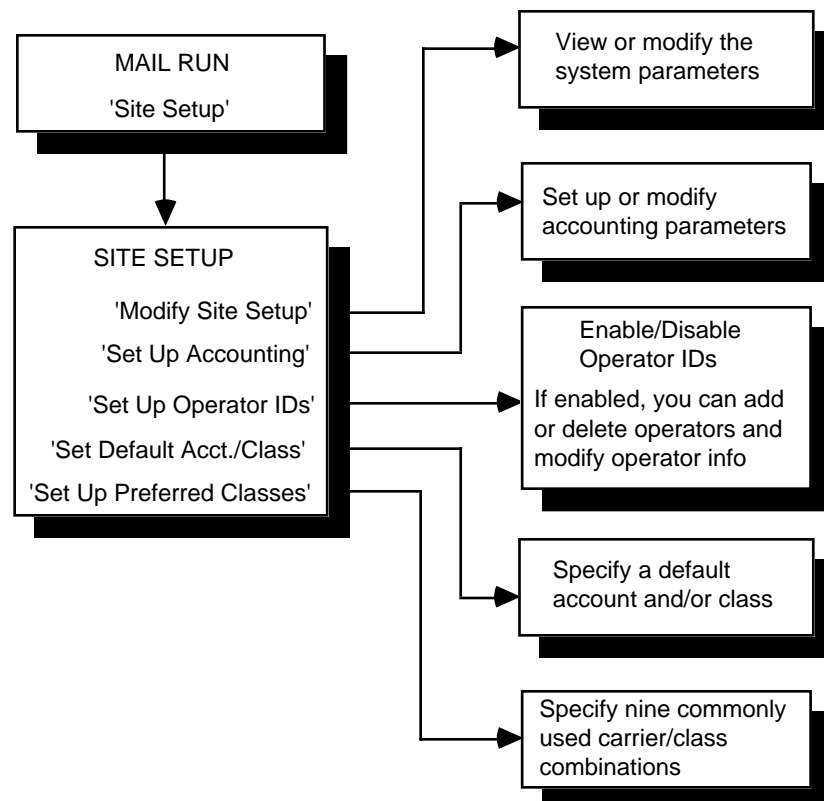 MAIL RUN
'Site Setup'
SITE SETUP
'Modify Site Setup'
'Set Up Accounting'
'Set Up Operator IDs'
'Set Default Acct./Class'
'Set Up Preferred Classes'
View or modify the
system parameters
Set up or modify
accounting parameters
Enable/Disable
Operator IDs
If enabled, you can add
or delete operators and
modify operator info
Specify a default
account and/or class
Specify nine commonly
used carrier/class
combinations